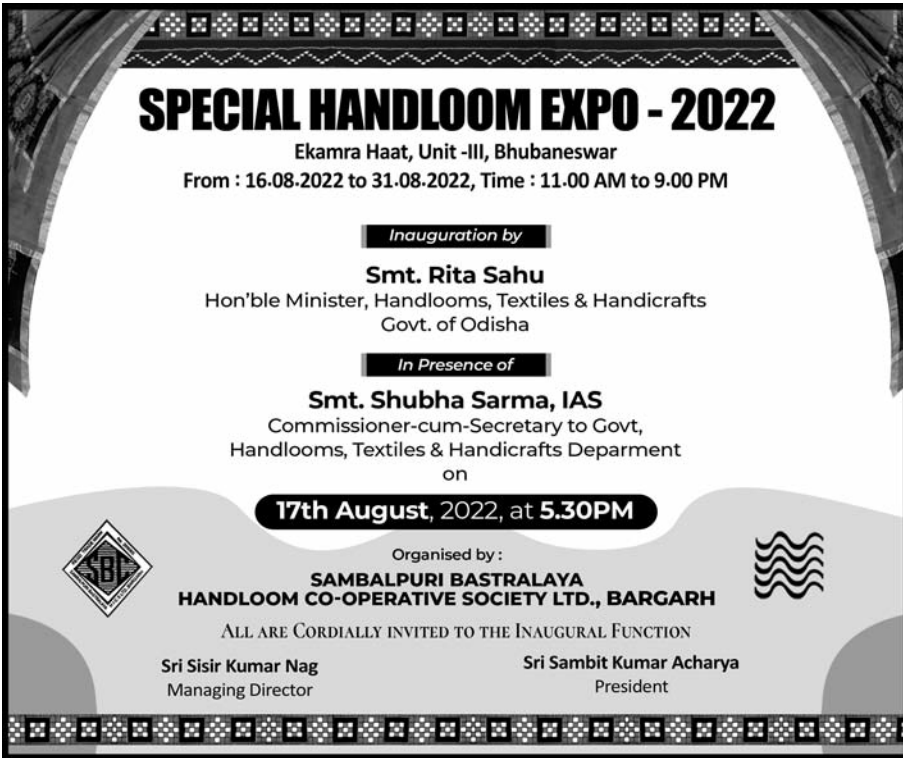 SPECIAL HANDLOOM EXPO - 2022
Ekamra Haat, Unit -III, Bhubaneswar
From : 16.08.2022 to 31.08.2022, Time : 11.00 AM to 9.00 PM
Inauguration by
Smt. Rita Sahu
Hon'ble Minister, Handlooms, Textiles & Handicrafts
Govt. of Odisha
In Presence of
Smt. Shubha Sarma, IAS
Commissioner-cum-Secretary to Govt,
Handlooms, Textiles & Handicrafts Deparment
on
17th August, 2022, at 5.30PM
SBC
Organised by :
SAMBALPURI BASTRALAYA
HANDLOOM CO-OPERATIVE SOCIETY LTD., BARGARH
ALL ARE CORDIALLY INVITED TO THE INAUGURAL FUNCTION
Sri Sisir Kumar Nag
Managing Director
Sri Sambit Kumar Acharya
President